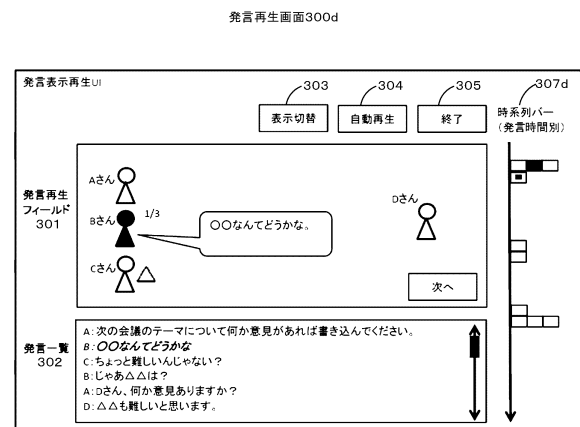 発言再生画面300d
発言表示再生UI
303
304
305
307d
表示切替
自動再生
終了
時系列バー
(発言時間別)
発言再生
フィールド
301
Aさん
Bさん
1/3
〇〇なんてどうかな。
Cさん
Dさん
次へ
発言一覧
302
A:次の会議のテーマについて何か意見があれば書き込んでください。
B:〇〇なんてどうかな
C:ちょっと難しいんじゃない?
B:じゃあ△△は?
A:Dさん、何か意見ありますか?
D:△△も難しいと思います。